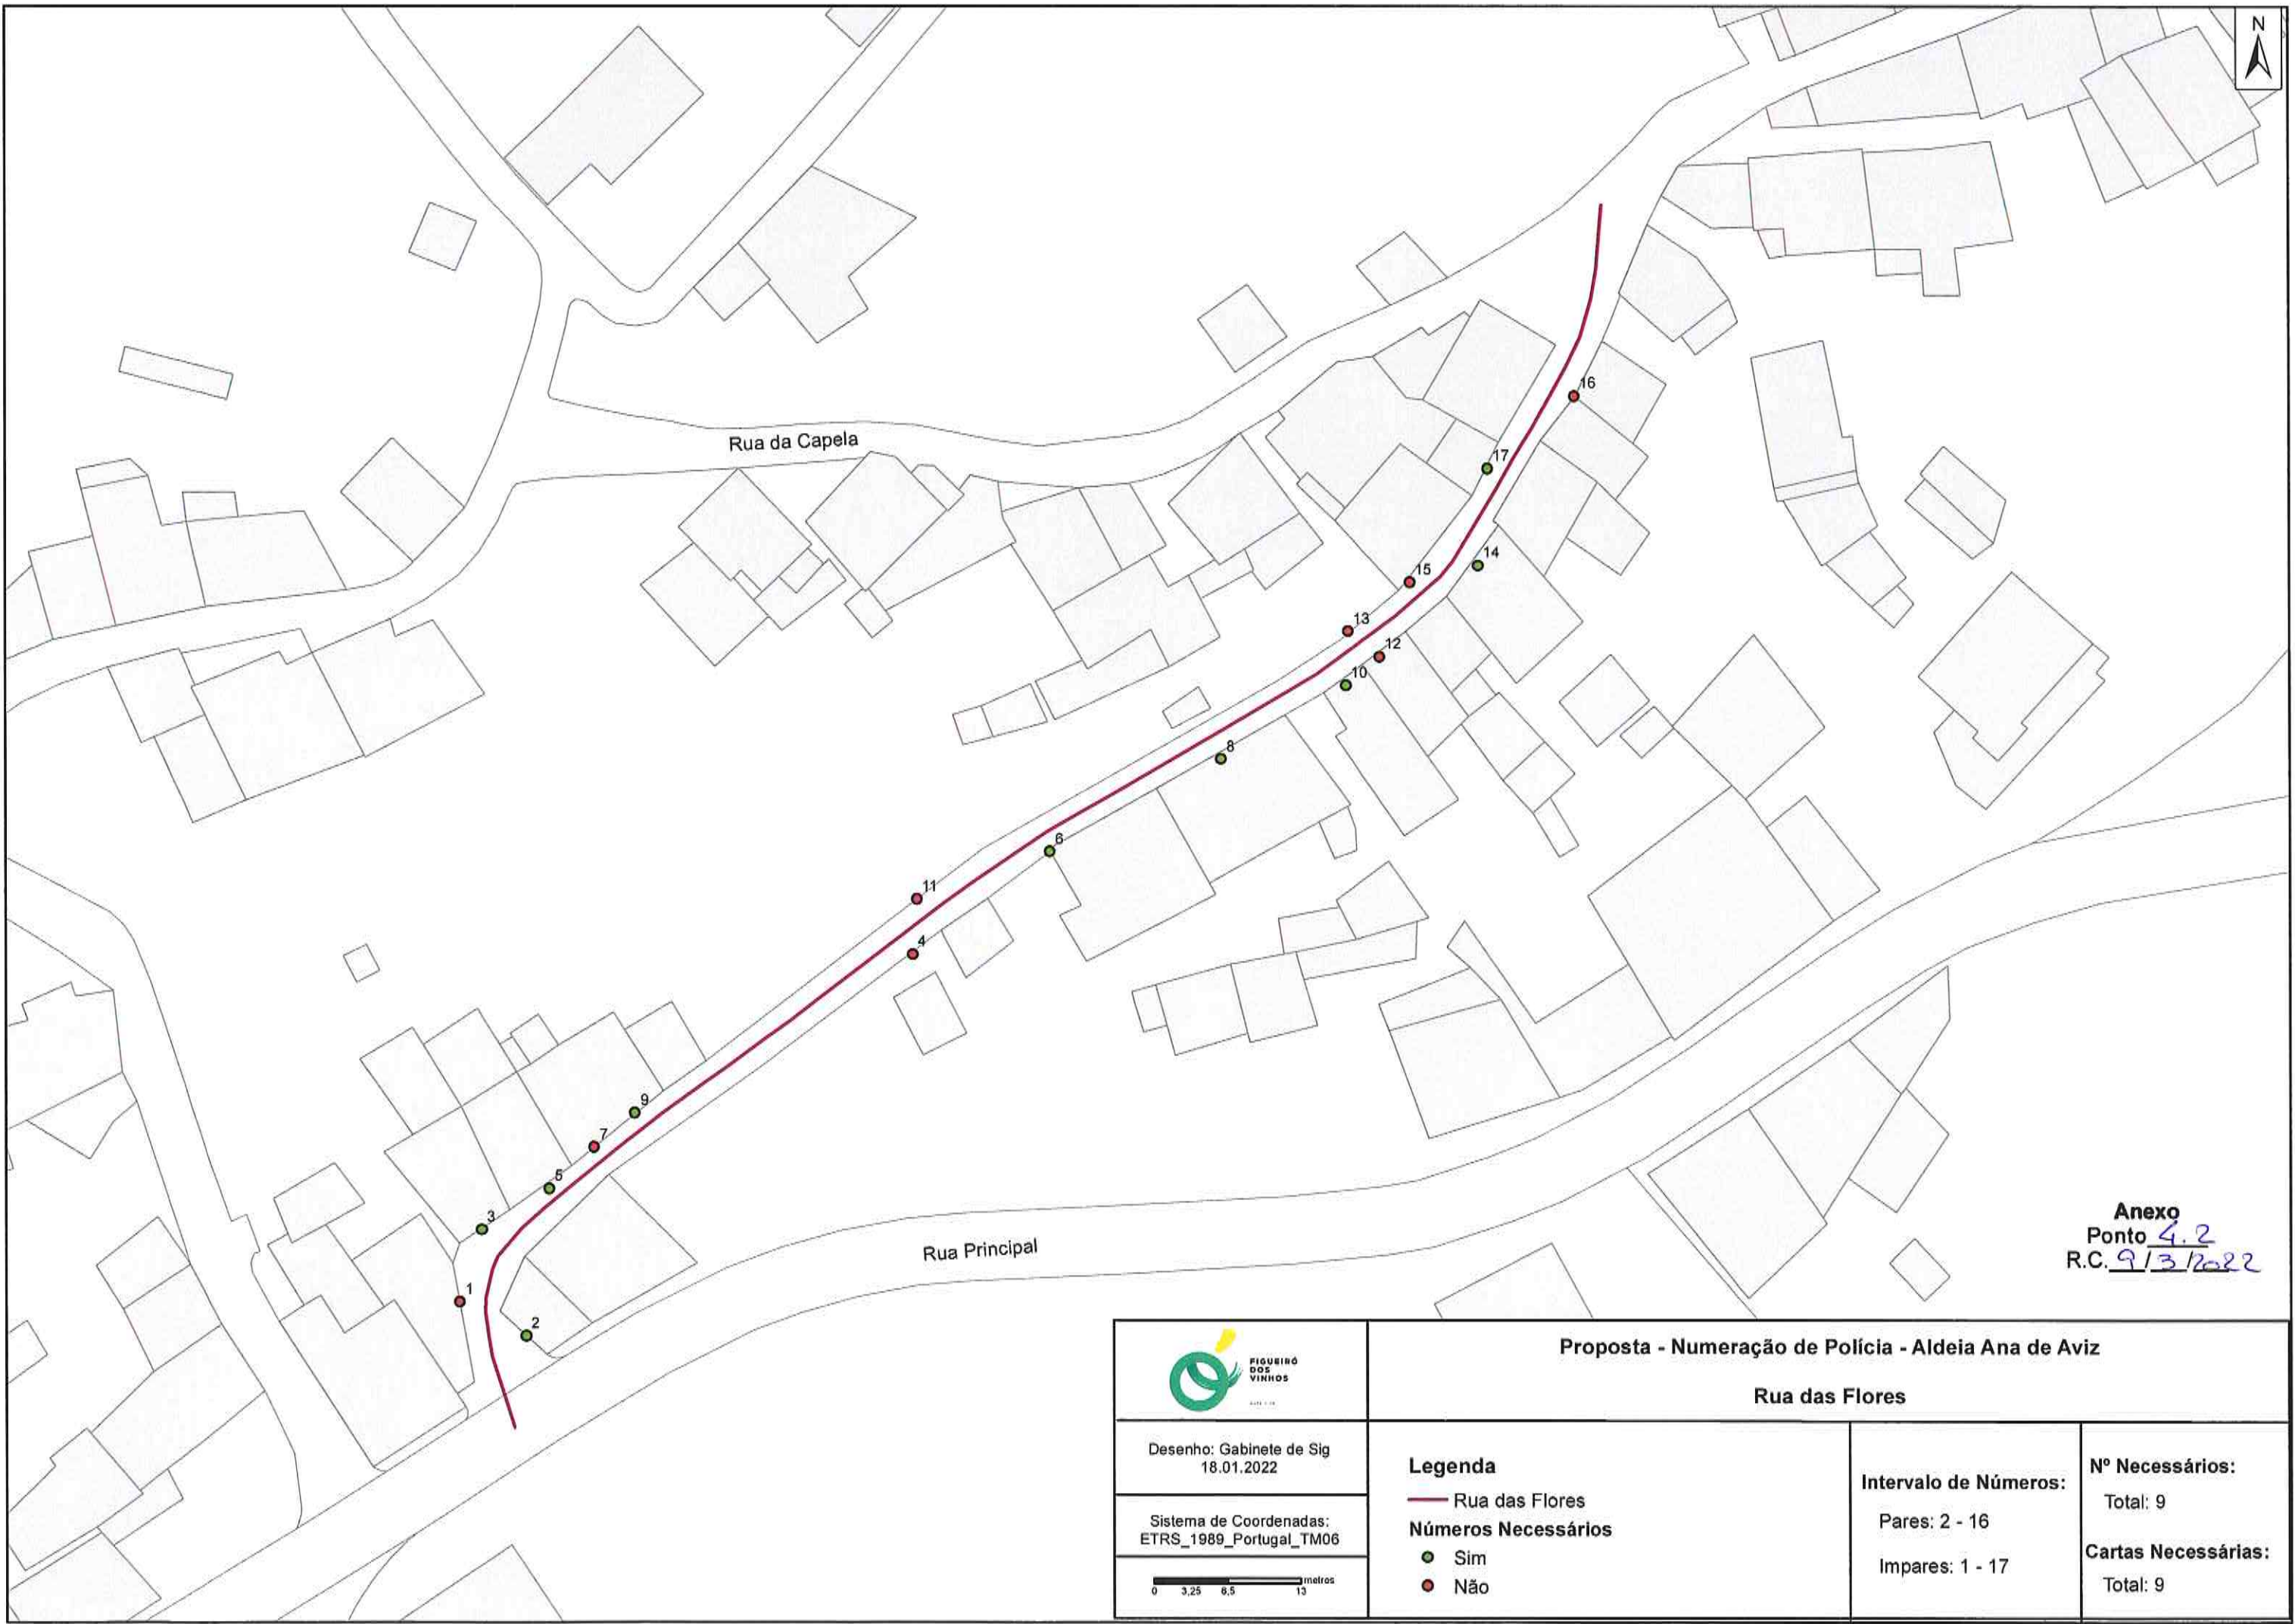 N
16
Rua da Capela
17
14
15
13
12
10
8
6
11
4
9
7
5
3
1
2
Rua Principal
Anexo
Ponto 4.2
R.C. 9/3/2022
FIGUEIRÓ
DOS
VINHOS
Proposta - Numeração de Polícia - Aldeia Ana de Aviz
Rua das Flores
Desenho: Gabinete de Sig
18.01.2022
Sistema de Coordenadas:
ETRS_1989_Portugal_TM06
metros
0 3,25 6,5 13
Legenda
Rua das Flores
Números Necessários
Sim
Não
Intervalo de Números:
Pares: 2 - 16
Impares: 1 - 17
Nº Necessários:
Total: 9
Cartas Necessárias:
Total: 9